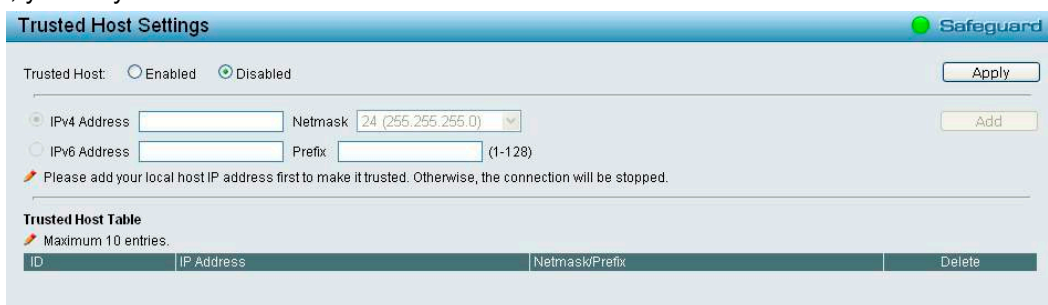 Trusted Host Settings
Safeguard
Trusted Host: Enabled Disabled Apply
IPv4 Address Netmask 24 (255.255.255.0) Add
IPv6 Address Prefix (1-128)
Please add your local host IP address first to make it trusted. Otherwise, the connection will be stopped.
Trusted Host Table
Maximum 10 entries.
ID IP Address Netmask/Prefix Delete